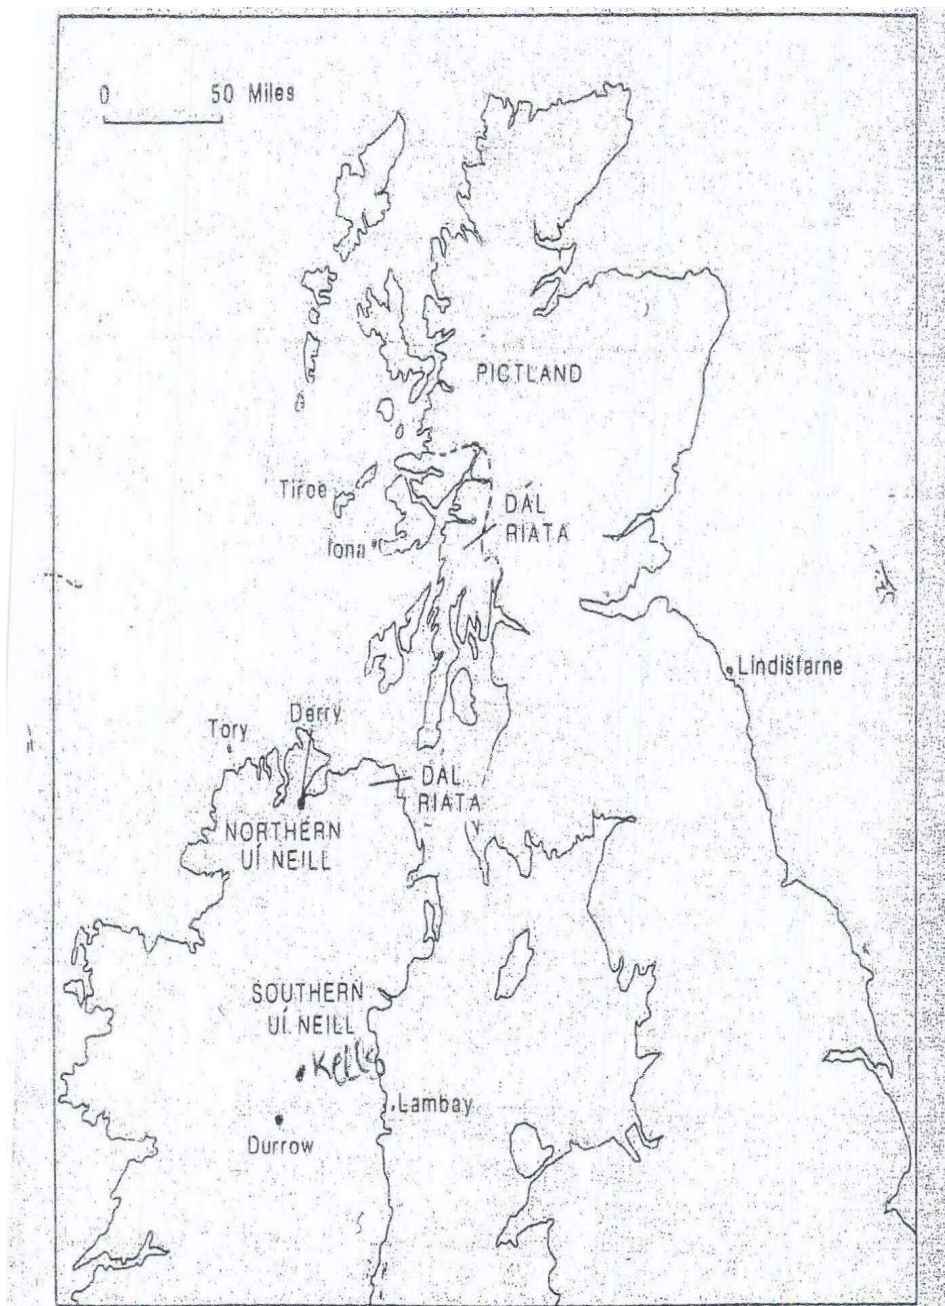 0 50 Miles
PICTLAND
Tiree
DÁL
RIATA
Iona
Lindisfarne
Derry
Tory
DÁL
RIATA
NORTHERN
UÍ NEILL
SOUTHERN
UÍ NEILL
Kells
Lambay
Durrow